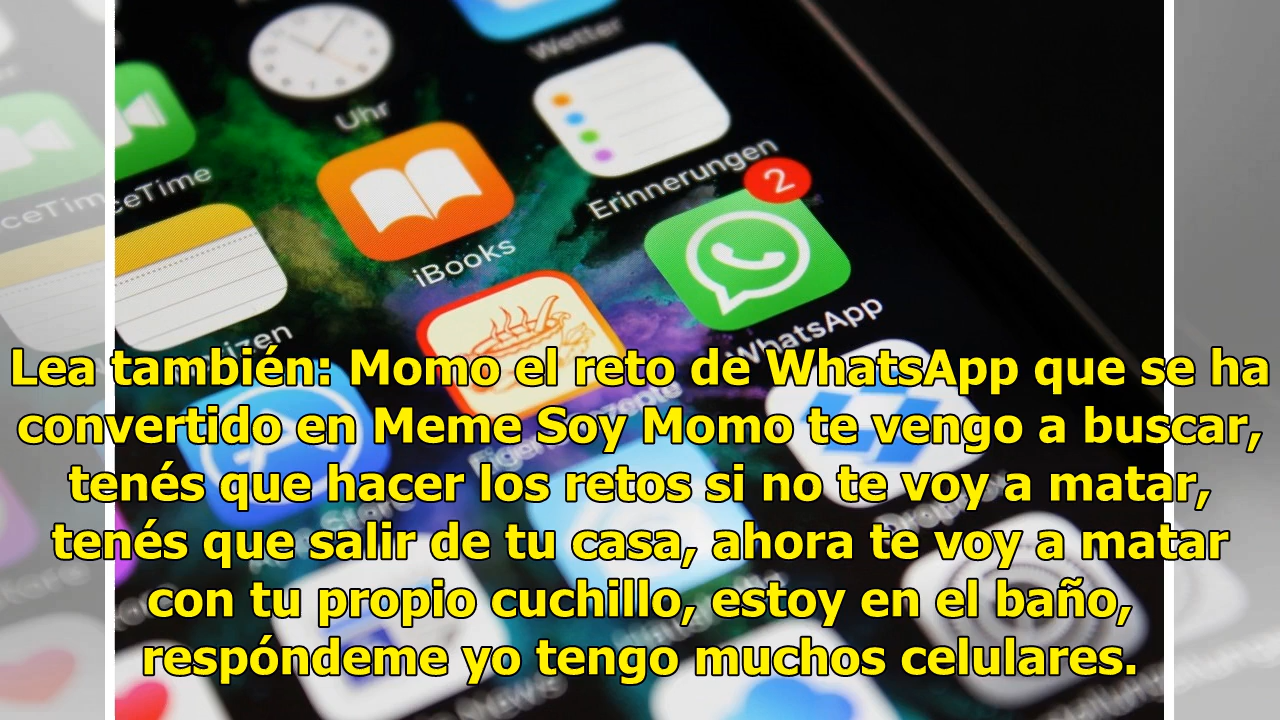 Wetter
Uhr
Erinnerungen
2
ceTime
ceTime
iBooks
WhatsApp
Lea también: Momo el reto de WhatsApp que se ha
convertido en Meme Soy Momo te vengo a buscar,
tenés que hacer los retos si no te voy a matar,
tenés que salir de tu casa, ahora te voy a matar
con tu propio cuchillo, estoy en el baño,
respóndeme yo tengo muchos celulares.